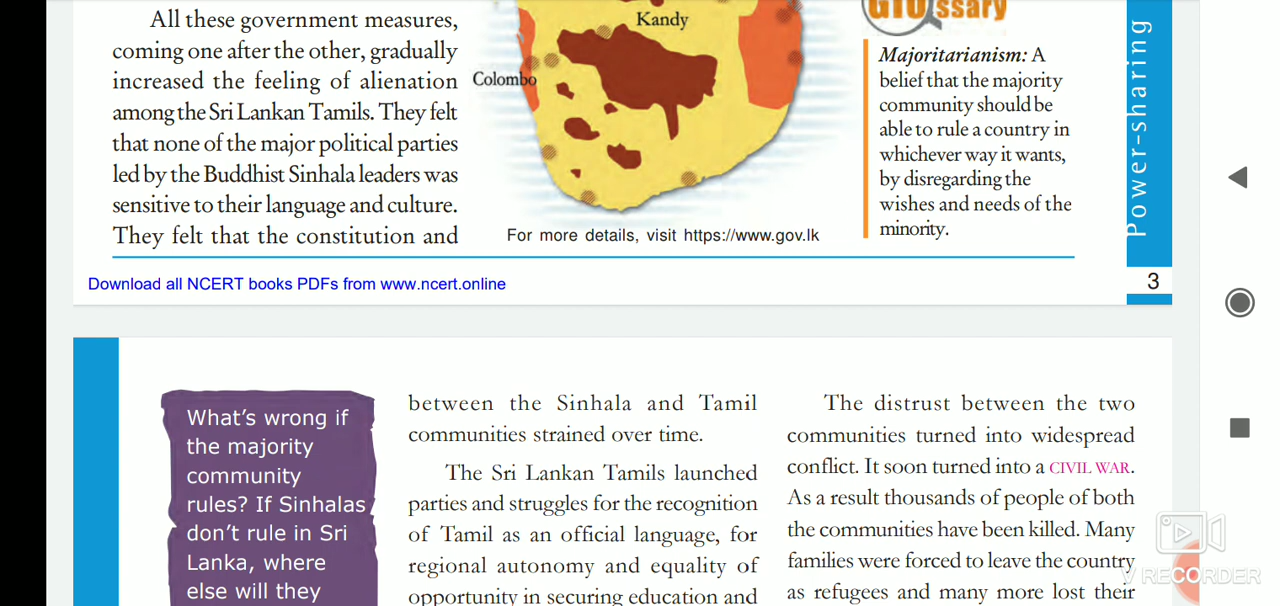 All these government measures,
coming one after the other, gradually
increased the feeling of alienation
among the Sri Lankan Tamils. They felt
that none of the major political parties
led by the Buddhist Sinhala leaders was
sensitive to their language and culture.
They felt that the constitution and
Kandy
Colombo
For more details, visit https://www.gov.lk
Glossary
Majoritarianism: A
belief that the majority
community should be
able to rule a country in
whichever way it wants,
by disregarding the
wishes and needs of the
minority.
Power-sharing
3
Download all NCERT books PDFs from www.ncert.online
What's wrong if
the majority
community
rules? If Sinhalas
don't rule in Sri
Lanka, where
else will they
between the Sinhala and Tamil
communities strained over time.
The Sri Lankan Tamils launched
parties and struggles for the recognition
of Tamil as an official language, for
regional autonomy and equality of
opportunity in securing education and
The distrust between the two
communities turned into widespread
conflict. It soon turned into a CIVIL WAR.
As a result thousands of people of both
the communities have been killed. Many
families were forced to leave the country
as refugees and many more lost their
V RECORDER